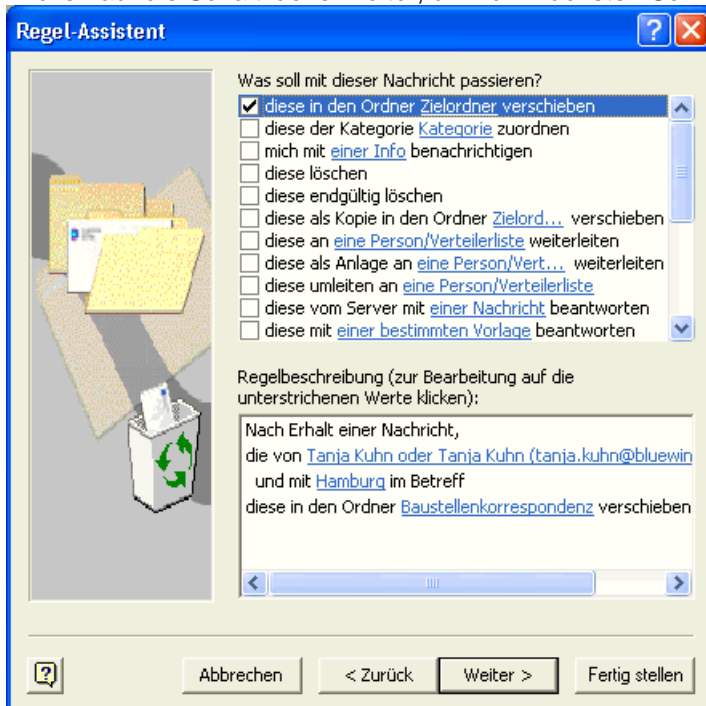 Regel-Assistent
Was soll mit dieser Nachricht passieren?
diese in den Ordner Zielordner verschieben
diese der Kategorie Kategorie zuordnen
mich mit einer Info benachrichtigen
diese löschen
diese endgültig löschen
diese als Kopie in den Ordner Zielord... verschieben
diese an eine Person/Verteilerliste weiterleiten
diese als Anlage an eine Person/Vert... weiterleiten
diese umleiten an eine Person/Verteilerliste
diese vom Server mit einer Nachricht beantworten
diese mit einer bestimmten Vorlage beantworten
Regelbeschreibung (zur Bearbeitung auf die
unterstrichenen Werte klicken):
Nach Erhalt einer Nachricht,
die von Tanja Kuhn oder Tanja Kuhn (tanja.kuhn@bluewin
und mit Hamburg im Betreff
diese in den Ordner Baustellenkorrespondenz verschieben
Abbrechen
< Zurück
Weiter >
Fertig stellen